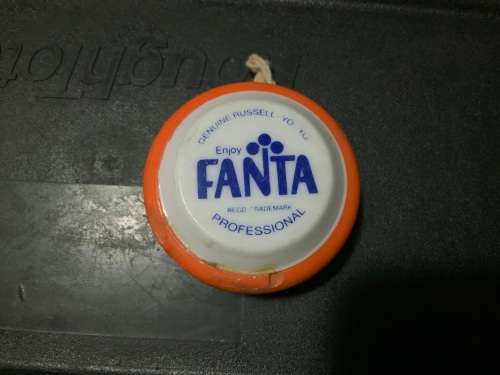 GENUINE RUSSELL YO YO
Enjoy
FANTA
REGD. TRADEMARK
PROFESSIONAL